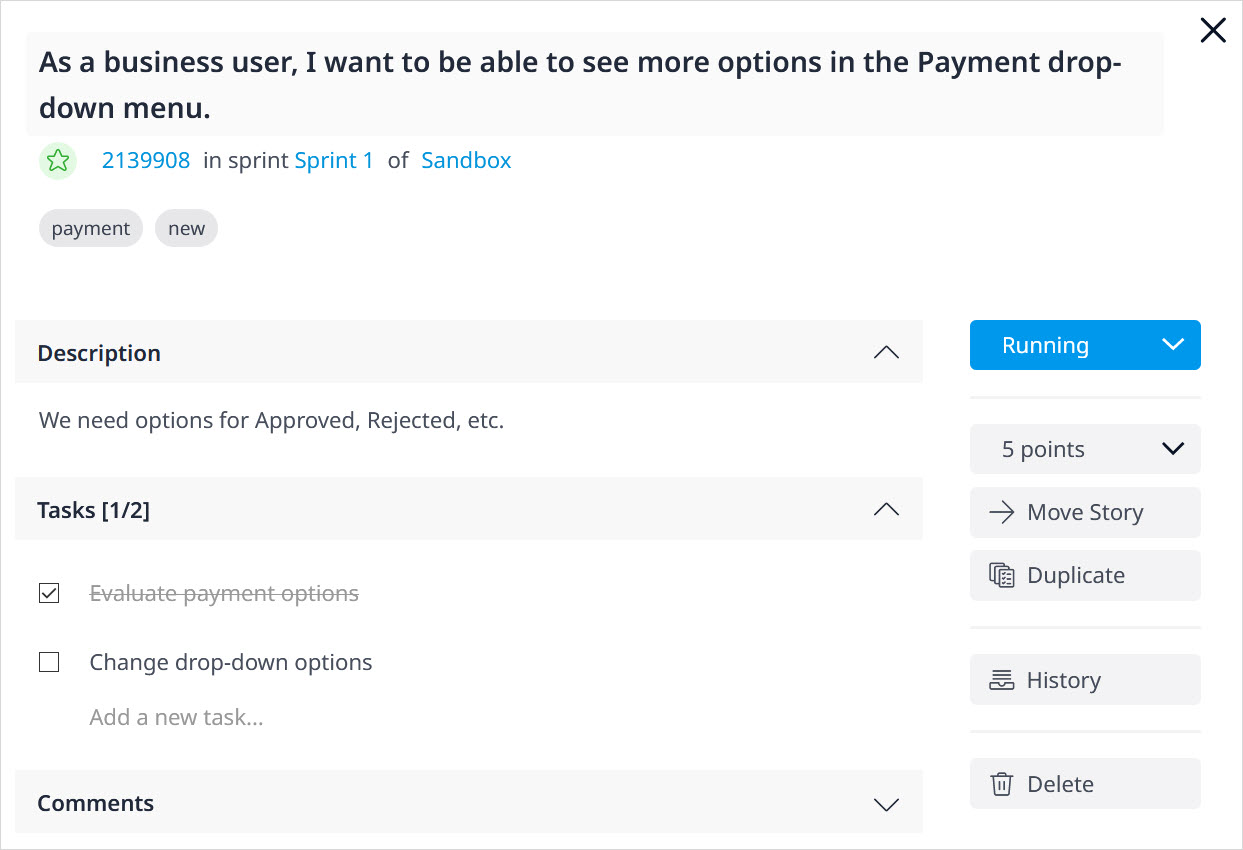 As a business user, I want to be able to see more options in the Payment drop-
down menu.
2139908 in sprint Sprint 1 of Sandbox
payment new
Description
We need options for Approved, Rejected, etc.
Tasks [1/2]
Evaluate payment options
Change drop-down options
Add a new task...
Comments
Running
5 points
Move Story
Duplicate
History
Delete